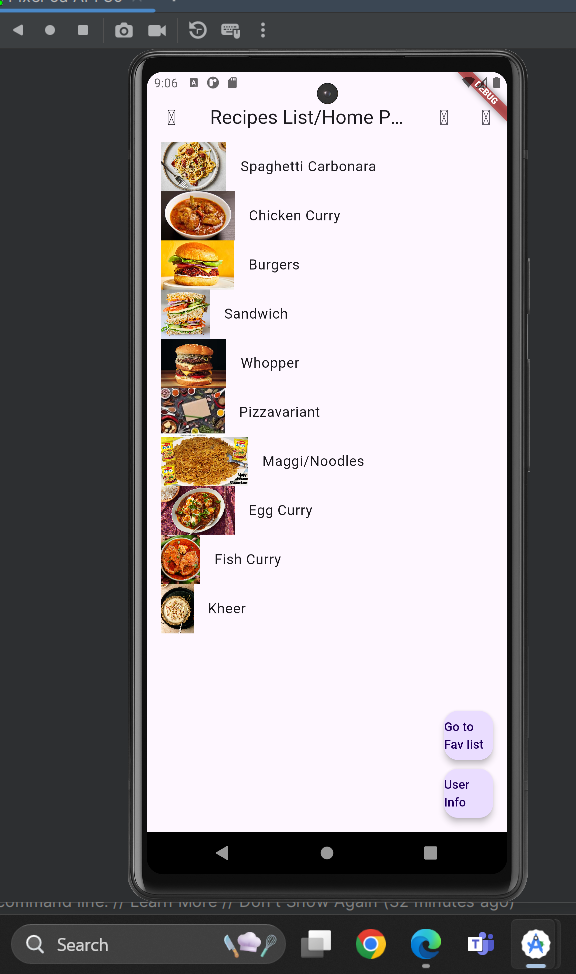 9:06
DEBUG
Recipes List/Home P...
Spaghetti Carbonara
Chicken Curry
Burgers
Sandwich
Whopper
Pizzavariant
Maggi/Noodles
Egg Curry
Fish Curry
Kheer
Go to
Fav list
User
Info
command line. // Learn More // Don't Show Again (52 minutes ago)
Search